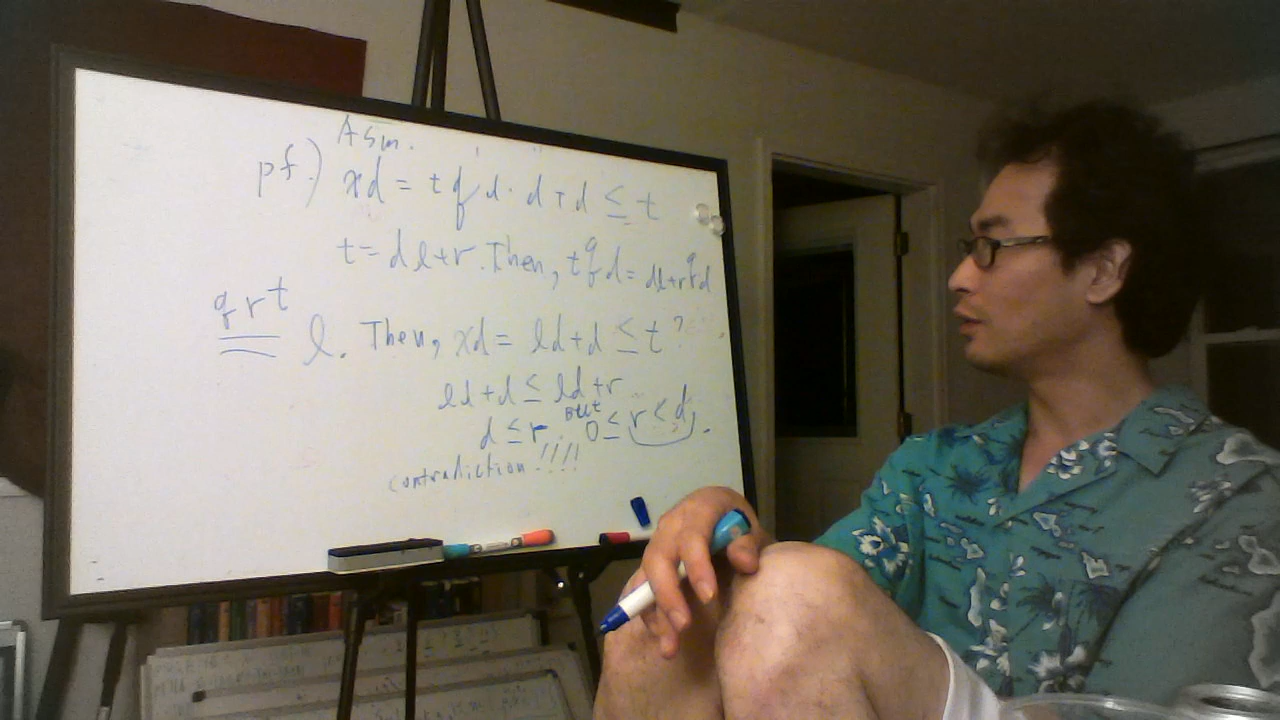 Asm.
pf.) xd = t q d · d + d ≤ t
t = dl+r. Then, t q d = dl+r q d
q r t
l. Then, xd = ld+d ≤ t?
ld+d ≤ ld+r
d ≤ r. But 0 ≤ r < d.
contradiction !!!!